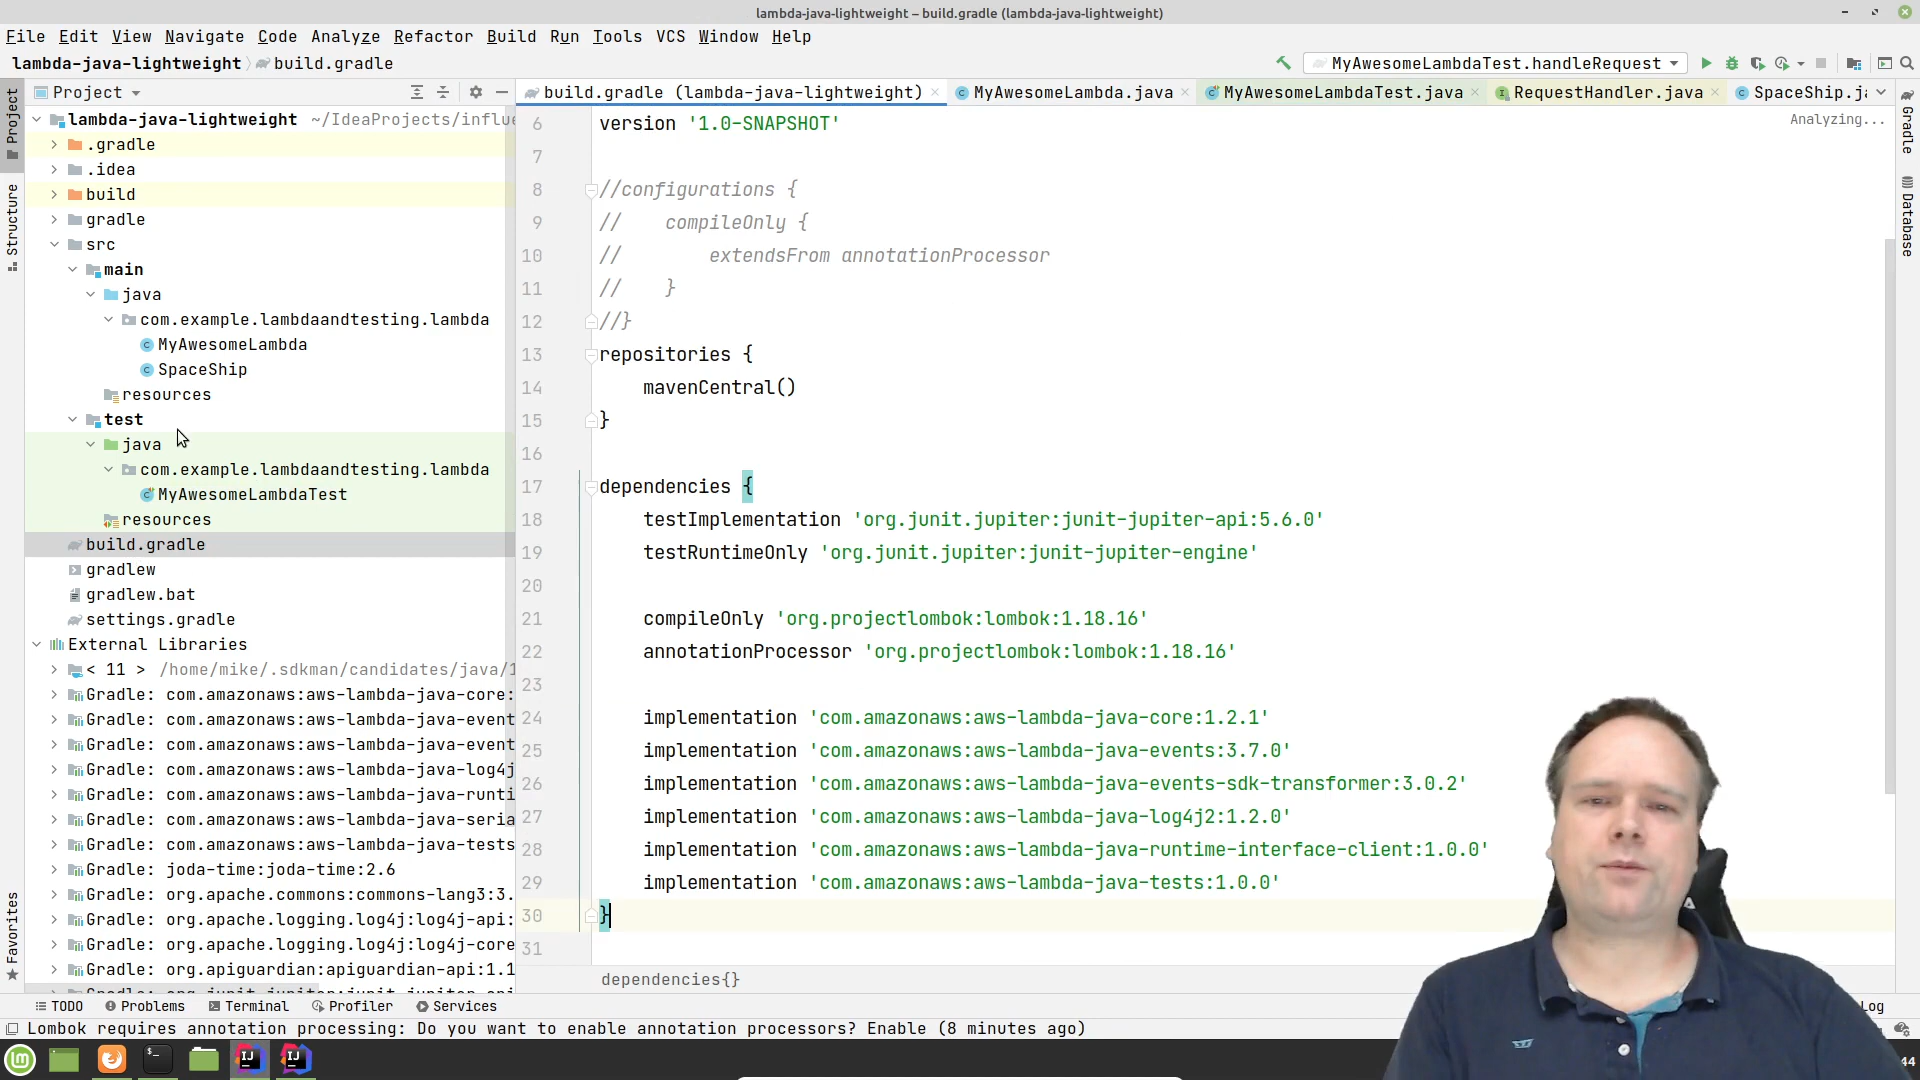 lambda-java-lightweight – build.gradle (lambda-java-lightweight)
File Edit View Navigate Code Analyze Refactor Build Run Tools VCS Window Help
lambda-java-lightweight build.gradle
MyAwesomeLambdaTest.handleRequest
Project
build.gradle (lambda-java-lightweight)
MyAwesomeLambda.java
MyAwesomeLambdaTest.java
RequestHandler.java
SpaceShip.ja
Project
Structure
Favorites
Gradle
Database
lambda-java-lightweight ~/IdeaProjects/influe
.gradle
.idea
build
gradle
src
main
java
com.example.lambdaandtesting.lambda
MyAwesomeLambda
SpaceShip
resources
test
java
com.example.lambdaandtesting.lambda
MyAwesomeLambdaTest
resources
build.gradle
gradlew
gradlew.bat
settings.gradle
External Libraries
< 11 > /home/mike/.sdkman/candidates/java/1
Gradle: com.amazonaws:aws-lambda-java-core:
Gradle: com.amazonaws:aws-lambda-java-event
Gradle: com.amazonaws:aws-lambda-java-event
Gradle: com.amazonaws:aws-lambda-java-log4j
Gradle: com.amazonaws:aws-lambda-java-runti
Gradle: com.amazonaws:aws-lambda-java-seria
Gradle: com.amazonaws:aws-lambda-java-tests
Gradle: joda-time:joda-time:2.6
Gradle: org.apache.commons:commons-lang3:3.
Gradle: org.apache.logging.log4j:log4j-api:
Gradle: org.apache.logging.log4j:log4j-core
Gradle: org.apiguardian:apiguardian-api:1.1
Analyzing...
6 version '1.0-SNAPSHOT'
7
8 //configurations {
9 //    compileOnly {
10 //        extendsFrom annotationProcessor
11 //    }
12 //}
13 repositories {
14     mavenCentral()
15 }
16
17 dependencies {
18     testImplementation 'org.junit.jupiter:junit-jupiter-api:5.6.0'
19     testRuntimeOnly 'org.junit.jupiter:junit-jupiter-engine'
20
21     compileOnly 'org.projectlombok:lombok:1.18.16'
22     annotationProcessor 'org.projectlombok:lombok:1.18.16'
23
24     implementation 'com.amazonaws:aws-lambda-java-core:1.2.1'
25     implementation 'com.amazonaws:aws-lambda-java-events:3.7.0'
26     implementation 'com.amazonaws:aws-lambda-java-events-sdk-transformer:3.0.2'
27     implementation 'com.amazonaws:aws-lambda-java-log4j2:1.2.0'
28     implementation 'com.amazonaws:aws-lambda-java-runtime-interface-client:1.0.0'
29     implementation 'com.amazonaws:aws-lambda-java-tests:1.0.0'
30 }
31
dependencies{}
TODO Problems Terminal Profiler Services
Log
Lombok requires annotation processing: Do you want to enable annotation processors? Enable (8 minutes ago)
IJ
IJ
44